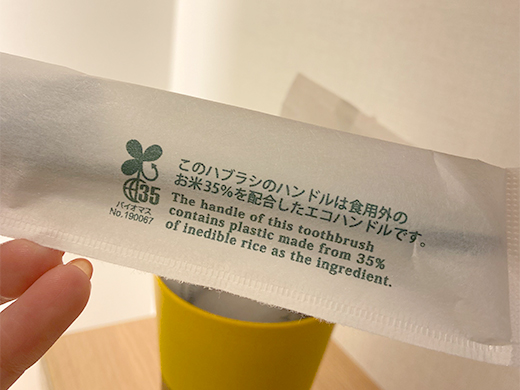 35
バイオマス
No.190067
このハブラシのハンドルは食用外の
お米35%を配合したエコハンドルです。
The handle of this toothbrush
contains plastic made from 35%
of inedible rice as the ingredient.